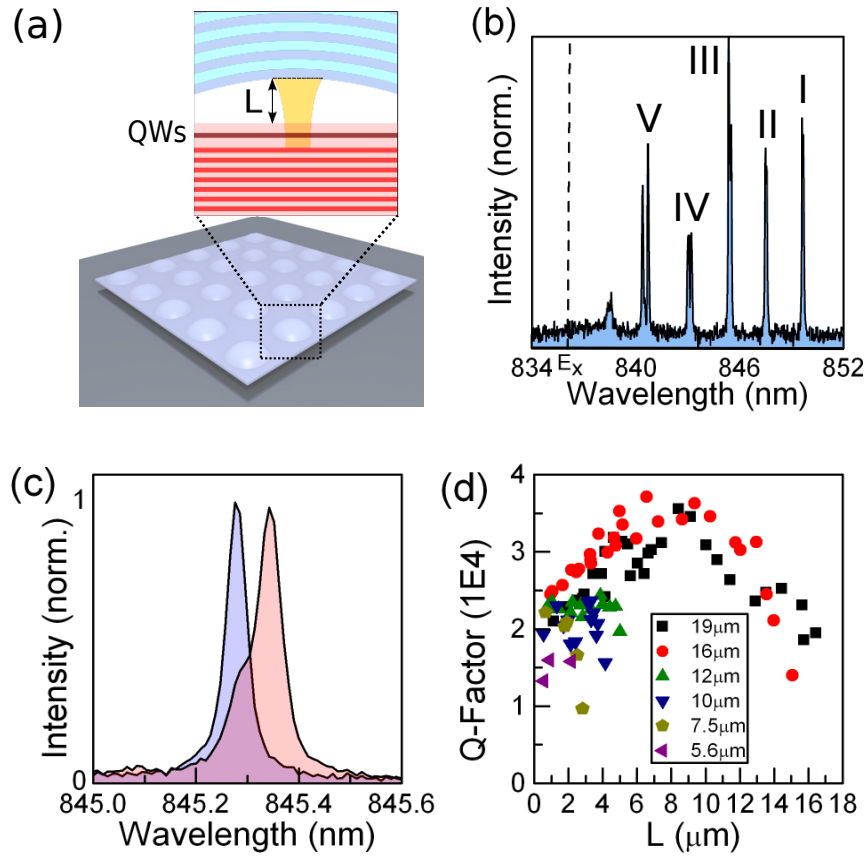 (a)
L
QWs
(b)
Intensity (norm.)
I
II
III
IV
V
834 Ex 840 846 852
Wavelength (nm)
(c)
Intensity (norm.)
1
0
845.0 845.2 845.4 845.6
Wavelength (nm)
(d)
Q-Factor (1E4)
4
3
2
1
0
19μm
16μm
12μm
10μm
7.5μm
5.6μm
0 2 4 6 8 10 12 14 16 18
L (μm)